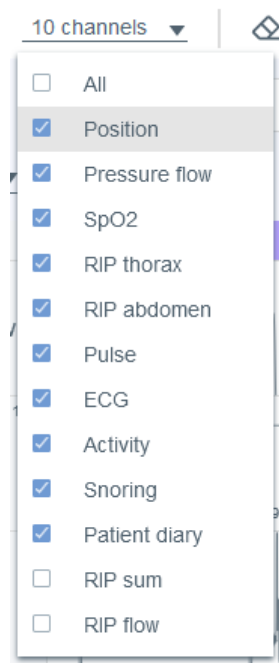 10 channels
All
Position
Pressure flow
SpO2
RIP thorax
RIP abdomen
Pulse
ECG
Activity
Snoring
Patient diary
RIP sum
RIP flow